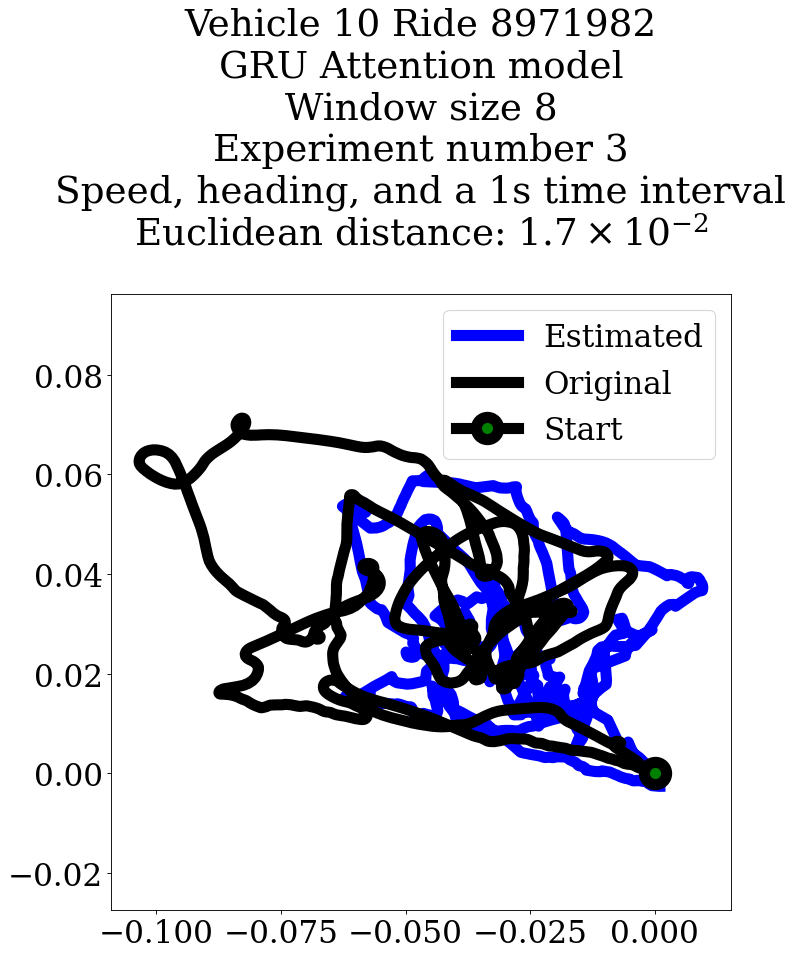 Vehicle 10 Ride 8971982
GRU Attention model
Window size 8
Experiment number 3
Speed, heading, and a 1s time interval
Euclidean distance: 1.7 × 10⁻²
Estimated
Original
Start
0.08
0.06
0.04
0.02
0.00
−0.02
−0.100 −0.075 −0.050 −0.025 0.000